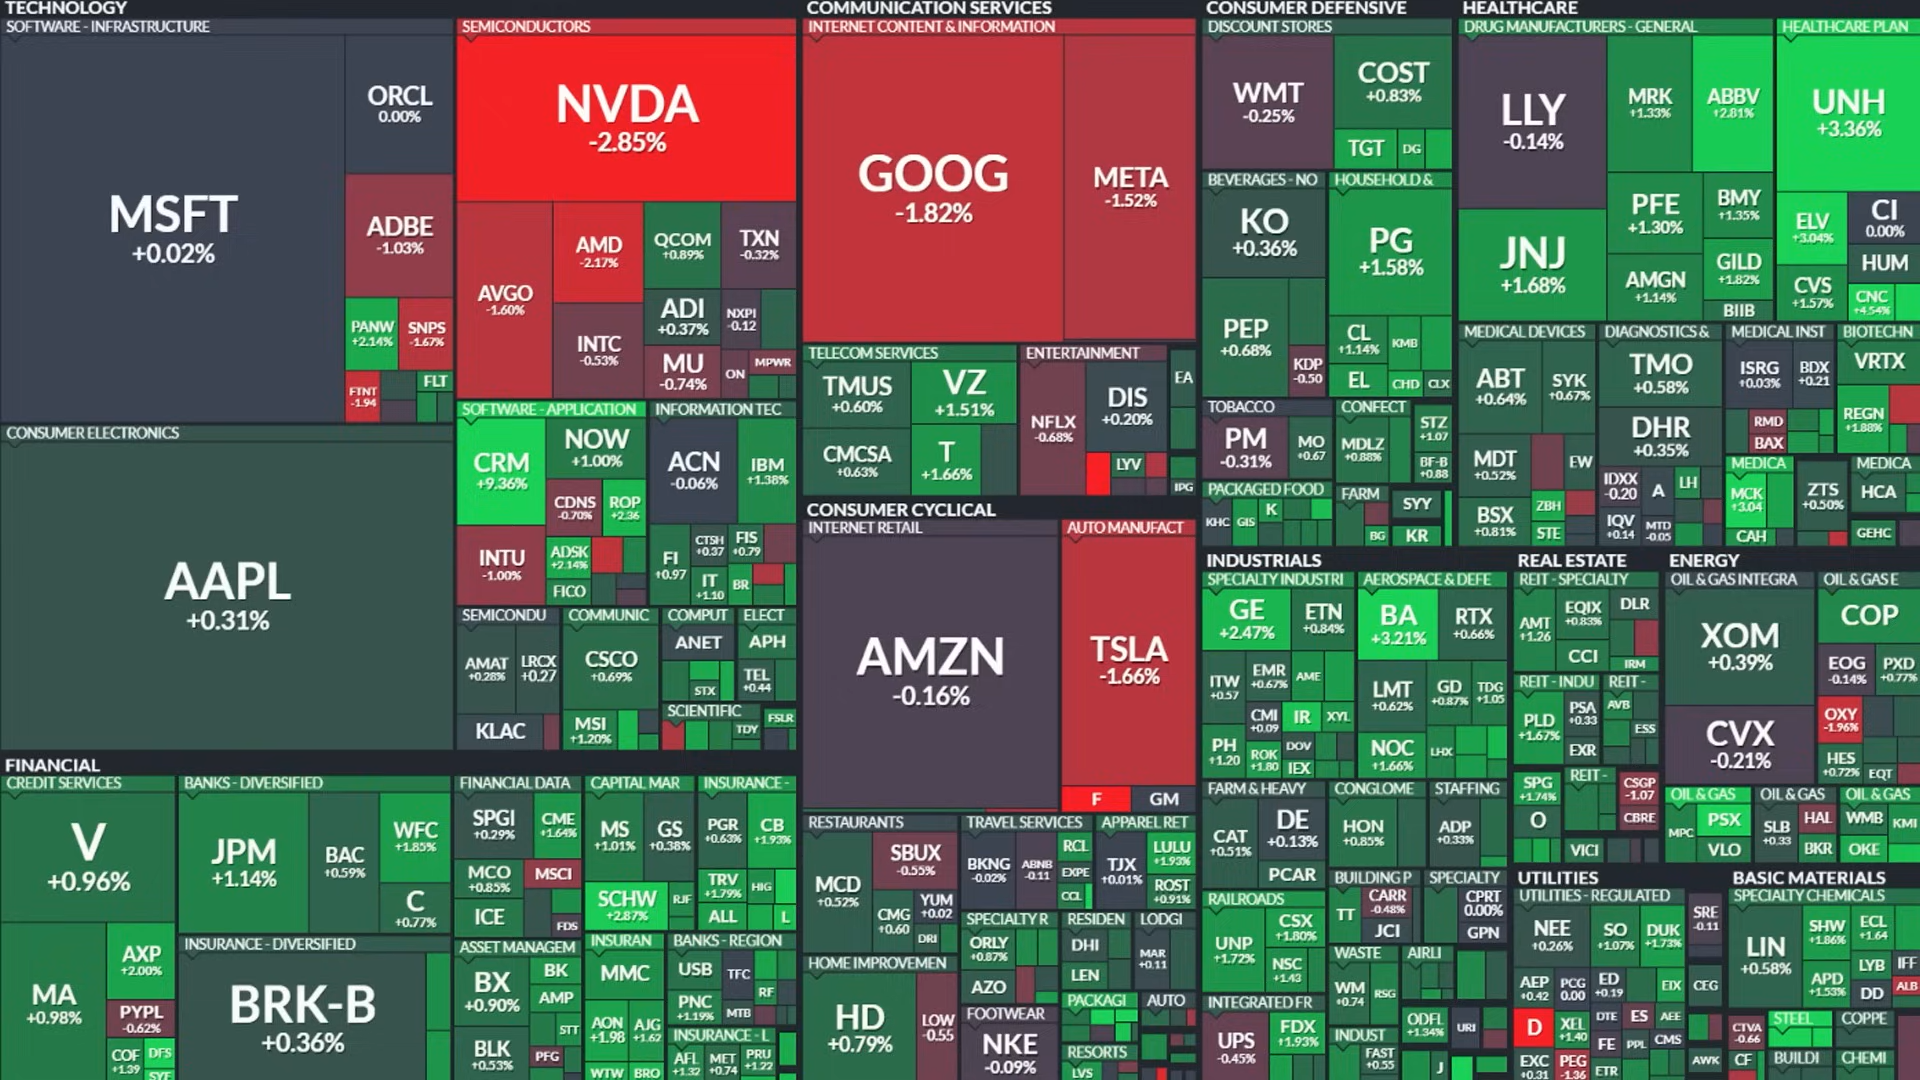 TECHNOLOGY
SOFTWARE - INFRASTRUCTURE
MSFT
+0.02%
ORCL
0.00%
ADBE
-1.03%
PANW
+2.14%
SNPS
-1.67%
FTNT
-1.94
FLT
SEMICONDUCTORS
NVDA
-2.85%
AVGO
-1.60%
AMD
-2.17%
QCOM
+0.89%
TXN
-0.32%
INTC
-0.53%
ADI
+0.37%
NXPI
-0.12
MU
-0.74%
ON
MPWR
CONSUMER ELECTRONICS
AAPL
+0.31%
SOFTWARE - APPLICATION
CRM
+9.36%
NOW
+1.00%
CDNS
-0.70%
ROP
+2.36
INTU
-1.00%
ADSK
+2.14%
FICO
INFORMATION TEC
ACN
-0.06%
IBM
+1.38%
FI
+0.97
CTSH
+0.37
FIS
+0.79
IT
+1.10
BR
SEMICONDU
AMAT
+0.28%
LRCX
+0.27
KLAC
COMMUNIC
CSCO
+0.69%
MSI
+1.20%
COMPUT
ANET
STX
ELECT
APH
TEL
+0.44
SCIENTIFIC
TDY
FSLR
COMMUNICATION SERVICES
INTERNET CONTENT & INFORMATION
GOOG
-1.82%
META
-1.52%
TELECOM SERVICES
TMUS
+0.60%
VZ
+1.51%
CMCSA
+0.63%
T
+1.66%
ENTERTAINMENT
NFLX
-0.68%
DIS
+0.20%
LYV
EA
IPG
CONSUMER CYCLICAL
INTERNET RETAIL
AMZN
-0.16%
AUTO MANUFACT
TSLA
-1.66%
F
GM
RESTAURANTS
MCD
+0.52%
SBUX
-0.55%
CMG
+0.60
YUM
+0.02
DRI
TRAVEL SERVICES
BKNG
-0.02%
ABNB
-0.11
RCL
EXPE
CCL
APPAREL RET
TJX
+0.01%
LULU
+1.93%
ROST
+0.91%
HOME IMPROVEMEN
HD
+0.79%
LOW
-0.55
SPECIALTY R
ORLY
+0.87%
AZO
RESIDEN
DHI
LEN
LODGI
MAR
+0.11
FOOTWEAR
NKE
-0.09%
PACKAGI
AUTO
RESORTS
LVS
CONSUMER DEFENSIVE
DISCOUNT STORES
WMT
-0.25%
COST
+0.83%
TGT
DG
BEVERAGES - NO
KO
+0.36%
PEP
+0.68%
KDP
-0.50
HOUSEHOLD &
PG
+1.58%
CL
+1.14%
KMB
EL
CHD
CLX
TOBACCO
PM
-0.31%
MO
+0.67
CONFECT
MDLZ
+0.88%
STZ
+1.07
BF-B
+0.88
PACKAGED FOOD
KHC
GIS
K
FARM
BG
SYY
KR
HEALTHCARE
DRUG MANUFACTURERS - GENERAL
LLY
-0.14%
MRK
+1.33%
ABBV
+2.81%
JNJ
+1.68%
PFE
+1.30%
BMY
+1.35%
AMGN
+1.14%
GILD
+1.82%
BIIB
HEALTHCARE PLAN
UNH
+3.36%
ELV
+3.04%
CI
0.00%
HUM
CVS
+1.57%
CNC
+4.54%
MEDICAL DEVICES
ABT
+0.64%
SYK
+0.67%
MDT
+0.52%
EW
BSX
+0.81%
ZBH
STE
DIAGNOSTICS &
TMO
+0.58%
DHR
+0.35%
IDXX
-0.20
A
LH
IQV
+0.14
MTD
-0.05
MEDICAL INST
ISRG
+0.03%
BDX
+0.21
RMD
BAX
BIOTECHN
VRTX
REGN
+1.88%
MEDICA
MCK
+3.04
CAH
ZTS
+0.50%
MEDICA
HCA
GEHC
INDUSTRIALS
SPECIALTY INDUSTRI
GE
+2.47%
ETN
+0.84%
ITW
+0.57
EMR
+0.67%
AME
CMI
+0.09
IR
XYL
PH
+1.20
ROK
+1.80
DOV
IEX
AEROSPACE & DEFE
BA
+3.21%
RTX
+0.66%
LMT
+0.62%
GD
+0.87%
TDG
+1.05
NOC
+1.66%
LHX
FARM & HEAVY
CAT
+0.51%
DE
+0.13%
PCAR
CONGLOME
HON
+0.85%
STAFFING
ADP
+0.33%
RAILROADS
UNP
+1.72%
CSX
+1.80%
NSC
+1.43
BUILDING P
TT
CARR
-0.48%
JCI
SPECIALTY
CPRT
0.00%
GPN
WASTE
WM
+0.74
RSG
AIRLI
INTEGRATED FR
UPS
-0.45%
FDX
+1.93%
INDUST
FAST
+0.55
ODFL
+1.34%
URI
J
REAL ESTATE
REIT - SPECIALTY
AMT
+1.26
EQIX
+0.83%
DLR
CCI
IRM
REIT - INDU
PLD
+1.67%
PSA
+0.33
EXR
REIT -
AVB
ESS
SPG
+1.74%
O
REIT -
VICI
CSGP
-1.07
CBRE
ENERGY
OIL & GAS INTEGRA
XOM
+0.39%
CVX
-0.21%
OIL & GAS E
COP
EOG
-0.14%
PXD
+0.77%
OXY
-1.96%
HES
+0.72%
EQT
OIL & GAS
MPC
PSX
VLO
OIL & GAS
SLB
+0.33
HAL
BKR
OIL & GAS
WMB
KMI
OKE
UTILITIES
UTILITIES - REGULATED
NEE
+0.26%
SO
+1.07%
DUK
+1.73%
SRE
-0.11
AEP
+0.42
PCG
0.00
ED
+0.19
EIX
CEG
D
XEL
+1.40
DTE
ES
AEE
FE
PPL
CMS
EXC
+0.31
PEG
-1.36
ETR
AWK
BASIC MATERIALS
SPECIALTY CHEMICALS
LIN
+0.58%
SHW
+1.86%
ECL
+1.64
APD
+1.53%
LYB
IFF
DD
ALB
CTVA
-0.66
CF
STEEL
COPPE
BUILDI
CHEMI
FINANCIAL
CREDIT SERVICES
V
+0.96%
MA
+0.98%
AXP
+2.00%
PYPL
-0.62%
COF
+1.39
DFS
SYF
BANKS - DIVERSIFIED
JPM
+1.14%
BAC
+0.59%
WFC
+1.85%
C
+0.77%
INSURANCE - DIVERSIFIED
BRK-B
+0.36%
FINANCIAL DATA
SPGI
+0.29%
CME
+1.64%
MCO
+0.85%
MSCI
ICE
FDS
CAPITAL MAR
MS
+1.01%
GS
+0.38%
SCHW
+2.87%
RJF
INSURANCE -
PGR
+0.63%
CB
+1.93%
TRV
+1.79%
HIG
ALL
L
ASSET MANAGEM
BX
+0.90%
BK
AMP
STT
BLK
+0.53%
PFG
INSURAN
MMC
AON
+1.98
AJG
+1.62
WTW
BRO
BANKS - REGION
USB
TFC
RF
PNC
+1.19%
MTB
INSURANCE - L
AFL
+1.32
MET
+0.74
PRU
+1.22